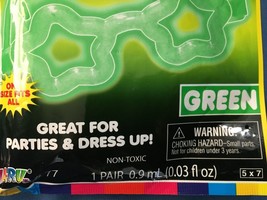 ONE
SIZE FITS
ALL
GREEN
GREAT FOR
PARTIES & DRESS UP!
WARNING:
CHOKING HAZARD-Small parts.
Not for children under 3 years.
NON-TOXIC
1 PAIR 0.9 mL (0.03 fl oz)
5 x 7